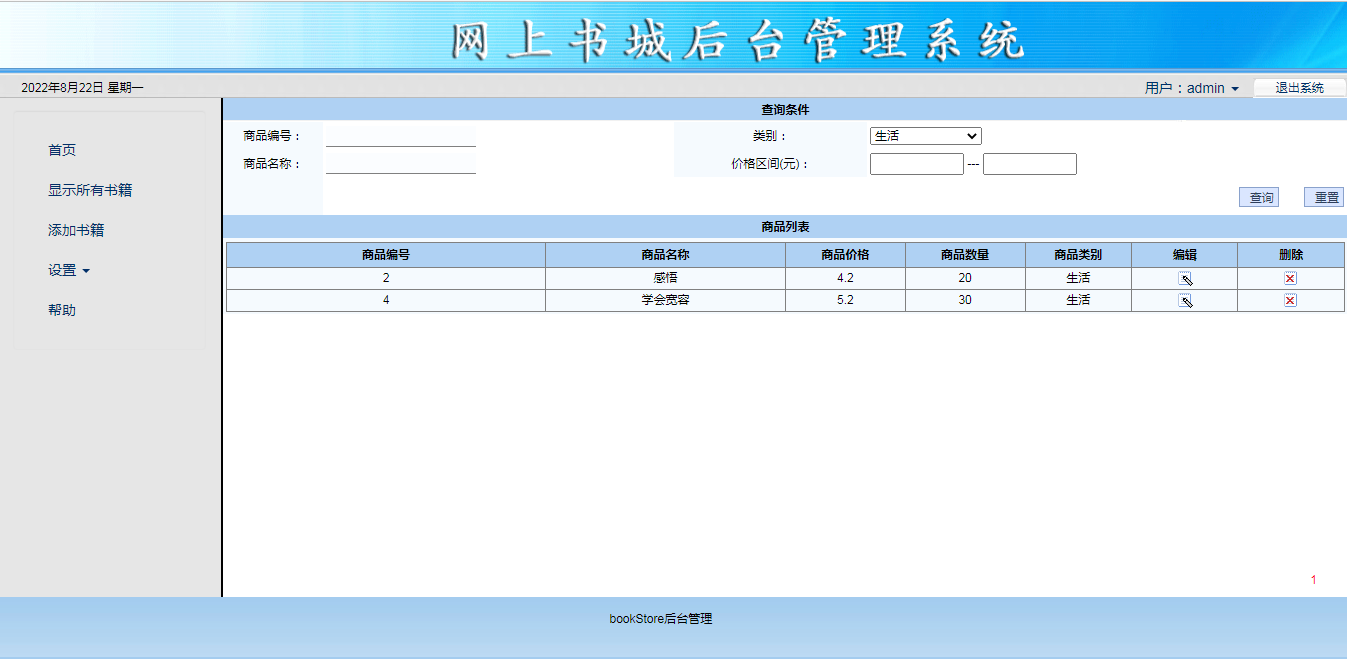 网上书城后台管理系统
2022年8月22日 星期一 用户：admin 退出系统
首页
显示所有书籍
添加书籍
设置
帮助
查询条件
商品编号： 类别： 生活
商品名称： 价格区间(元)： ---
查询 重置
商品列表
商品编号 商品名称 商品价格 商品数量 商品类别 编辑 删除
2 感悟 4.2 20 生活
4 学会宽容 5.2 30 生活
1
bookStore后台管理